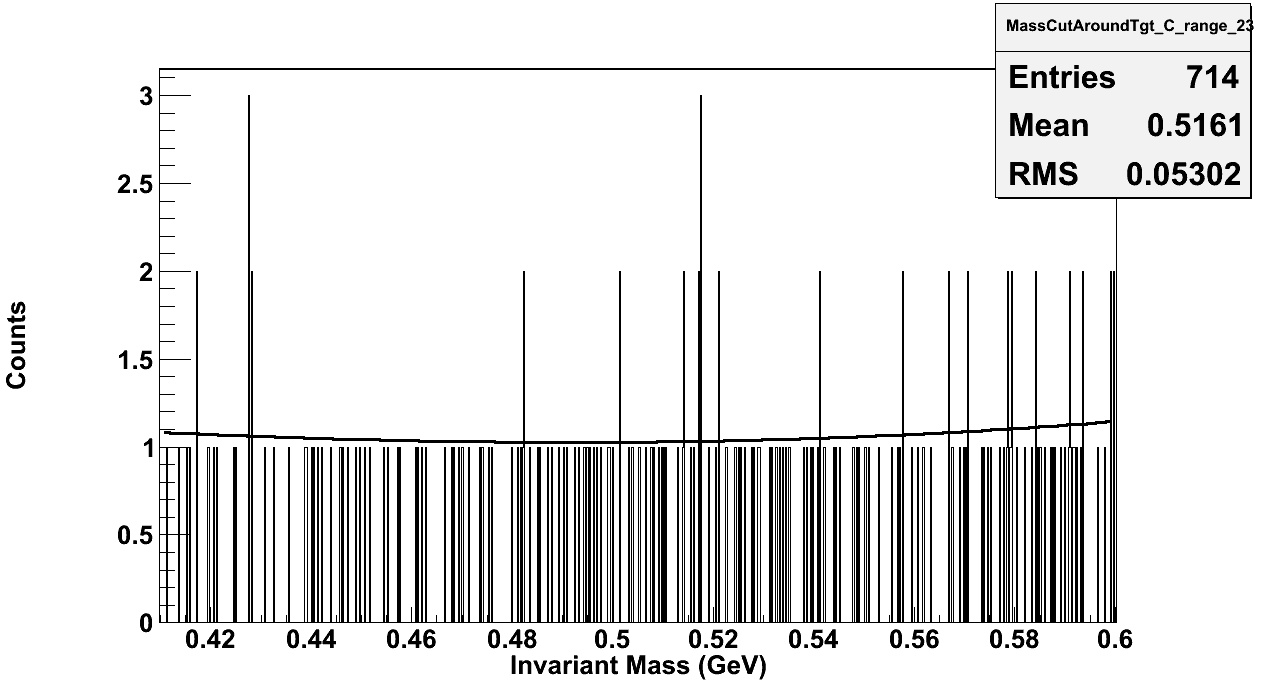 MassCutAroundTgt_C_range_23
Entries 714
Mean 0.5161
RMS 0.05302
3
2.5
2
1.5
1
0.5
0
Counts
0.42 0.44 0.46 0.48 0.5 0.52 0.54 0.56 0.58 0.6
Invariant Mass (GeV)